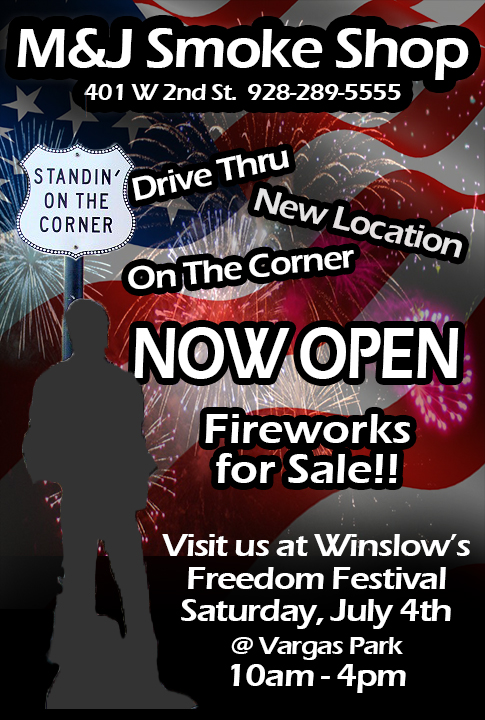 M&J Smoke Shop
401 W 2nd St.  928-289-5555
STANDIN'
ON THE
CORNER
Drive Thru
New Location
On The Corner
NOW OPEN
Fireworks
for Sale!!
Visit us at Winslow's
Freedom Festival
Saturday, July 4th
@ Vargas Park
10am - 4pm